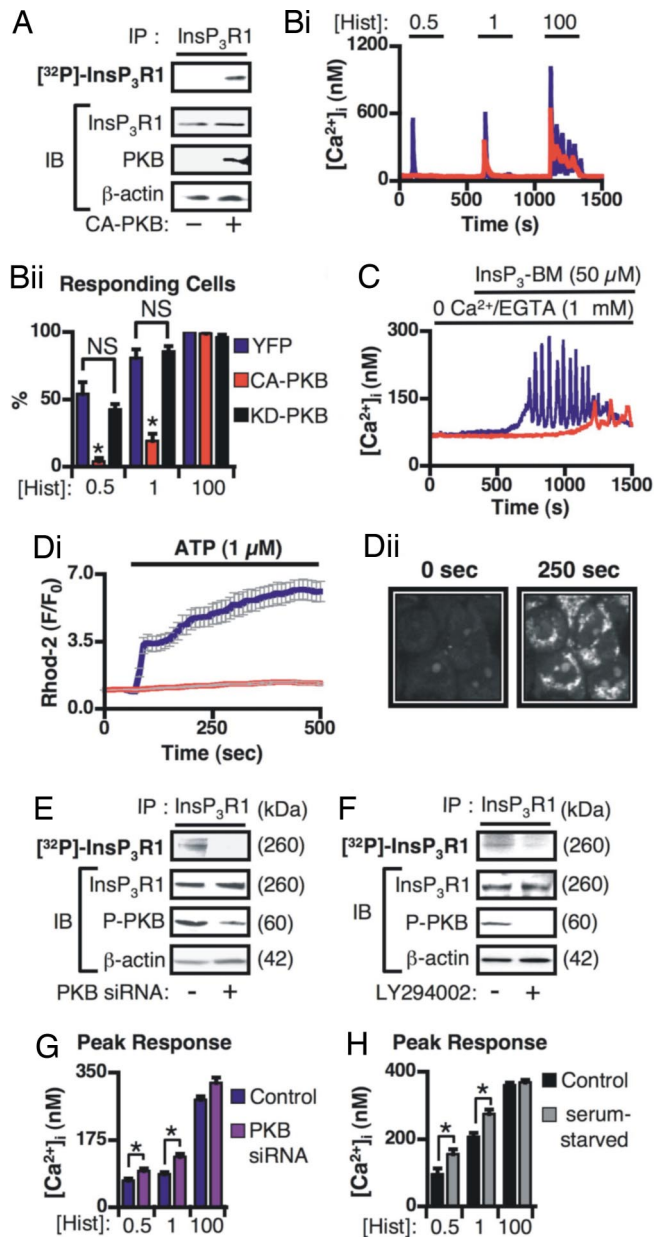 A
IP : InsP3R1
[³²P]-InsP₃R1
InsP₃R1
IB
PKB
β-actin
CA-PKB: − +
Bi
[Hist]: 0.5 1 100
[Ca²⁺]ᵢ (nM)
1200
600
0
0 500 1000 1500
Time (s)
Bii
Responding Cells
NS
NS
%
100
50
0
*
*
YFP
CA-PKB
KD-PKB
[Hist]: 0.5 1 100
C
InsP₃-BM (50 µM)
0 Ca²⁺/EGTA (1 mM)
[Ca²⁺]ᵢ (nM)
300
150
0
0 500 1000 1500
Time (s)
Di
ATP (1 µM)
Rhod-2 (F/F₀)
7.0
3.5
0.0
0 250 500
Time (sec)
Dii
0 sec 250 sec
E
IP : InsP₃R1 (kDa)
[³²P]-InsP₃R1 (260)
InsP₃R1 (260)
IB
P-PKB (60)
β-actin (42)
PKB siRNA: - +
F
IP : InsP₃R1 (kDa)
[³²P]-InsP₃R1 (260)
InsP₃R1 (260)
IB
P-PKB (60)
β-actin (42)
LY294002: - +
G
Peak Response
[Ca²⁺]ᵢ (nM)
350
175
0
*
*
Control
PKB
siRNA
[Hist]: 0.5 1 100
H
Peak Response
[Ca²⁺]ᵢ (nM)
400
200
0
*
*
Control
serum-
starved
[Hist]: 0.5 1 100